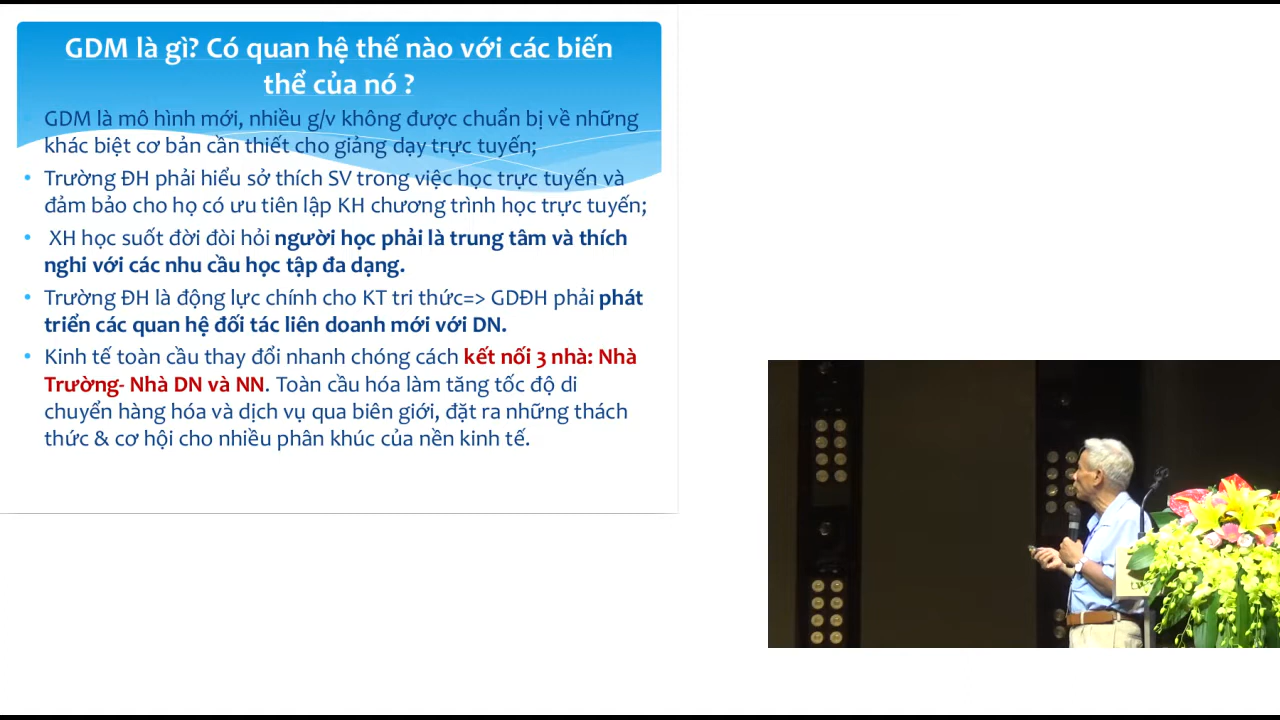 GDM là gì? Có quan hệ thế nào với các biến
thể của nó ?
GDM là mô hình mới, nhiều g/v không được chuẩn bị về những
khác biệt cơ bản cần thiết cho giảng dạy trực tuyến;
• Trường ĐH phải hiểu sở thích SV trong việc học trực tuyến và
đảm bảo cho họ có ưu tiên lập KH chương trình học trực tuyến;
• XH học suốt đời đòi hỏi người học phải là trung tâm và thích
nghi với các nhu cầu học tập đa dạng.
• Trường ĐH là động lực chính cho KT tri thức=> GDĐH phải phát
triển các quan hệ đối tác liên doanh mới với DN.
• Kinh tế toàn cầu thay đổi nhanh chóng cách kết nối 3 nhà: Nhà
Trường- Nhà DN và NN. Toàn cầu hóa làm tăng tốc độ di
chuyển hàng hóa và dịch vụ qua biên giới, đặt ra những thách
thức & cơ hội cho nhiều phân khúc của nền kinh tế.